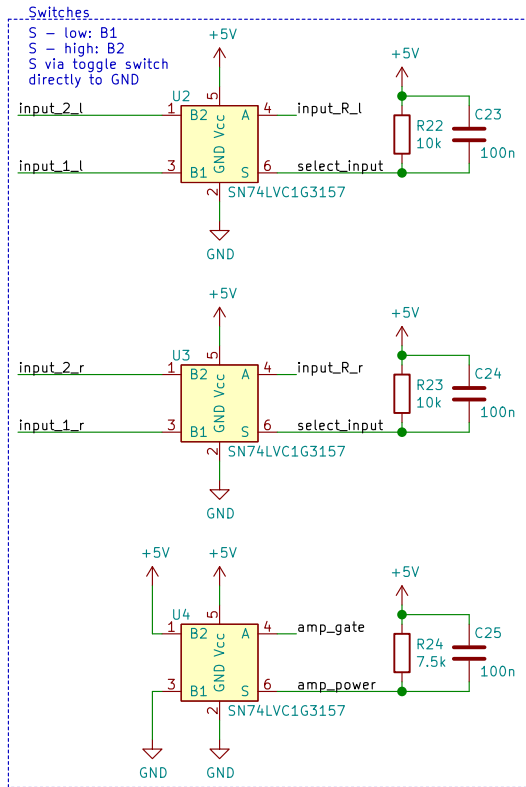 Switches
S – low: B1
S – high: B2
S via toggle switch
directly to GND
+5V
+5V
U2
5
input_2_l
1
B2
Vcc
A
4
input_R_l
R22
10k
C23
100n
input_1_l
3
B1
GND
S
6
select_input
2
SN74LVC1G3157
GND
+5V
+5V
U3
5
input_2_r
1
B2
Vcc
A
4
input_R_r
R23
10k
C24
100n
input_1_r
3
B1
GND
S
6
select_input
2
SN74LVC1G3157
GND
+5V
+5V
+5V
U4
5
1
B2
Vcc
A
4
amp_gate
R24
7.5k
C25
100n
3
B1
GND
S
6
amp_power
2
SN74LVC1G3157
GND
GND